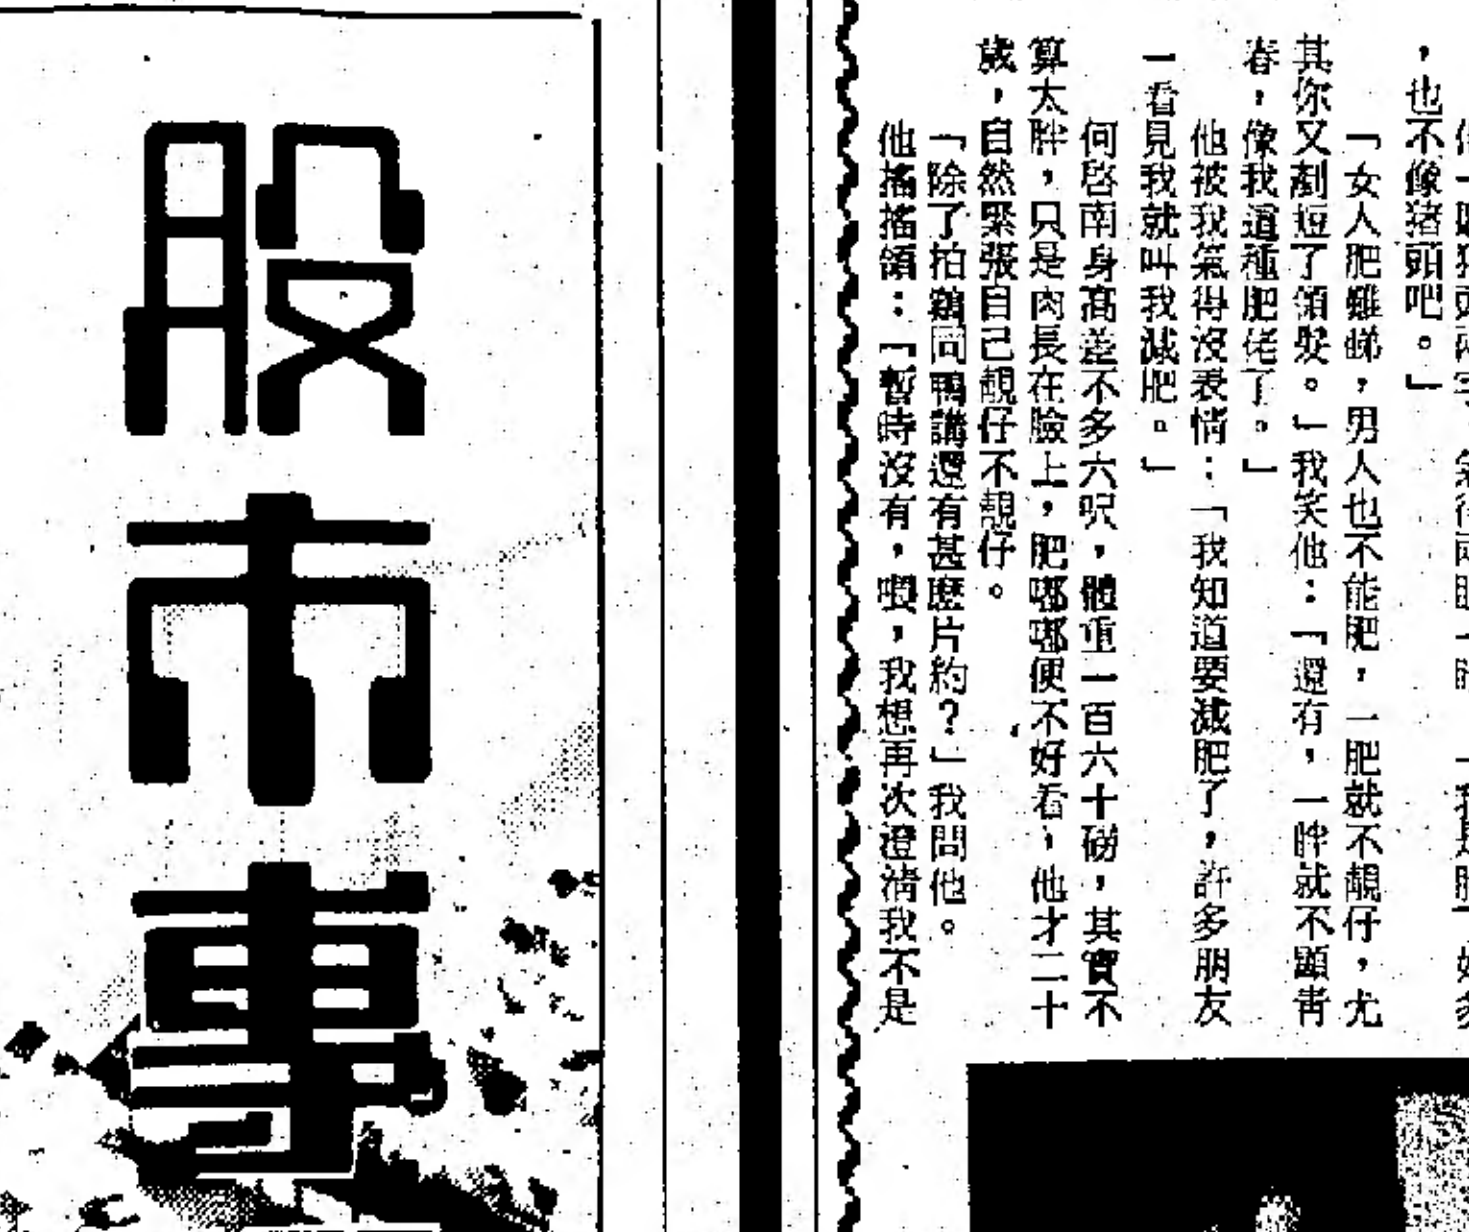 ，也不像猪頭吧。」
「女人肥難睇，男人也不能肥，一肥就不靚仔，尤
其你又剷短了頭髮。」我笑他：「還有，一胖就不顯青
春，像我這種肥佬了。」
他被我氣得沒表情：「我知道要減肥了，許多朋友
一看見我就叫我減肥。」
何啓南身高差不多六呎，體重一百六十磅，其實不
算太胖，只是肉長在臉上，肥嘟嘟便不好看，他才二十
歲，自然緊張自己靚仔不靚仔。
「除了拍鷄同鴨講還有甚麼片約？」我問他。
他搖搖頭：「暫時沒有，，我想再次澄清我不是
股市事